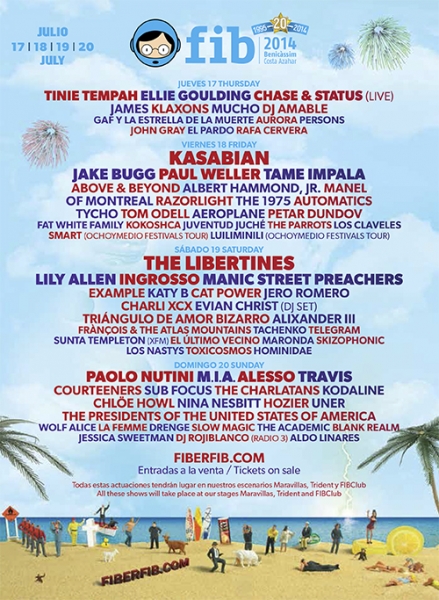 JULIO
17 | 18 | 19 | 20
JULY
fib
1995 20 2014
2014
Benicàssim
Costa Azahar
JUEVES 17 THURSDAY
TINIE TEMPAH ELLIE GOULDING CHASE & STATUS (LIVE)
JAMES KLAXONS MUCHO DJ AMABLE
GAF Y LA ESTRELLA DE LA MUERTE AURORA PERSONS
JOHN GRAY EL PARDO RAFA CERVERA
VIERNES 18 FRIDAY
KASABIAN
JAKE BUGG PAUL WELLER TAME IMPALA
ABOVE & BEYOND ALBERT HAMMOND, JR. MANEL
OF MONTREAL RAZORLIGHT THE 1975 AUTOMATICS
TYCHO TOM ODELL AEROPLANE PETAR DUNDOV
FAT WHITE FAMILY KOKOSHCA JUVENTUD JUCHÉ THE PARROTS LOS CLAVELES
SMART (OCHOYMEDIO FESTIVALS TOUR) LUILIMINILI (OCHOYMEDIO FESTIVALS TOUR)
SÁBADO 19 SATURDAY
THE LIBERTINES
LILY ALLEN INGROSSO MANIC STREET PREACHERS
EXAMPLE KATY B CAT POWER JERO ROMERO
CHARLI XCX EVIAN CHRIST (DJ SET)
TRIÁNGULO DE AMOR BIZARRO ALIXANDER III
FRÀNÇOIS & THE ATLAS MOUNTAINS TACHENKO TELEGRAM
SUNTA TEMPLETON (XFM) EL ÚLTIMO VECINO MARONDA SKIZOPHONIC
LOS NASTYS TOXICOSMOS HOMINIDAE
DOMINGO 20 SUNDAY
PAOLO NUTINI M.I.A. ALESSO TRAVIS
COURTEENERS SUB FOCUS THE CHARLATANS KODALINE
CHLÖE HOWL NINA NESBITT HOZIER UNER
THE PRESIDENTS OF THE UNITED STATES OF AMERICA
WOLF ALICE LA FEMME DRENGE SLOW MAGIC THE ACADEMIC BLANK REALM
JESSICA SWEETMAN DJ ROJIBLANCO (RADIO 3) ALDO LINARES
FIBERFIB.COM
Entradas a la venta / Tickets on sale
Todas estas actuaciones tendrán lugar en nuestros escenarios Maravillas, Trident y FIBClub
All these shows will take place at our stages Maravillas, Trident and FIBClub
FIBERFIB.COM